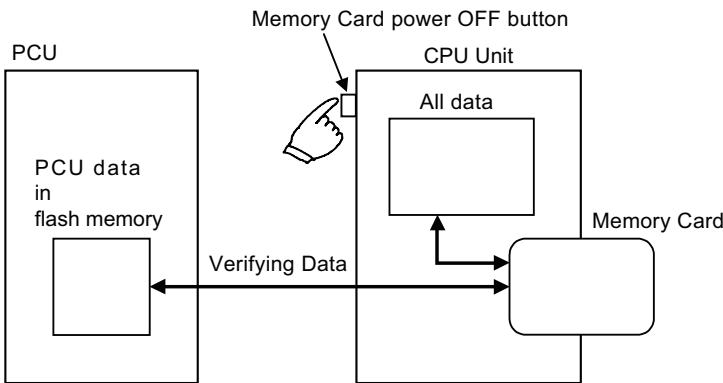 Memory Card power OFF button
PCU
CPU Unit
All data
PCU data
in
flash memory
Memory Card
Verifying Data